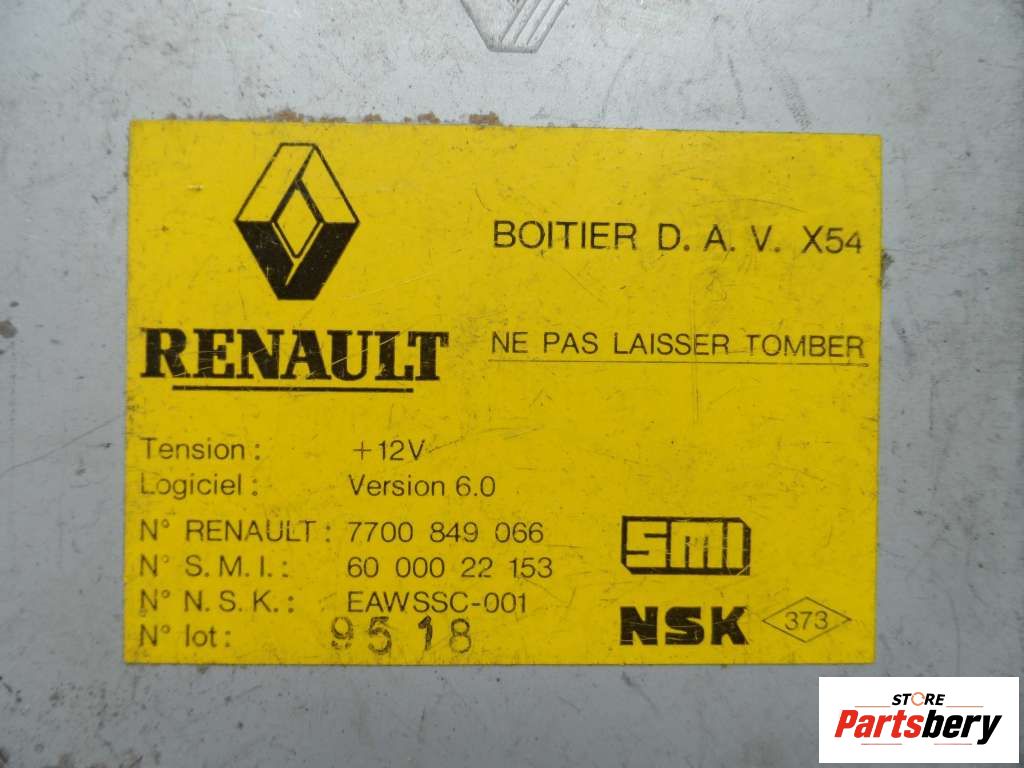 BOITIER D. A. V. X54
RENAULT
NE PAS LAISSER TOMBER
Tension : +12V
Logiciel : Version 6.0
N° RENAULT : 7700 849 066
N° S.M.I. : 60 000 22 153
N° N.S.K. : EAWSSC-001
N° lot : 9518
SMI
NSK 373
STORE
Partsbery